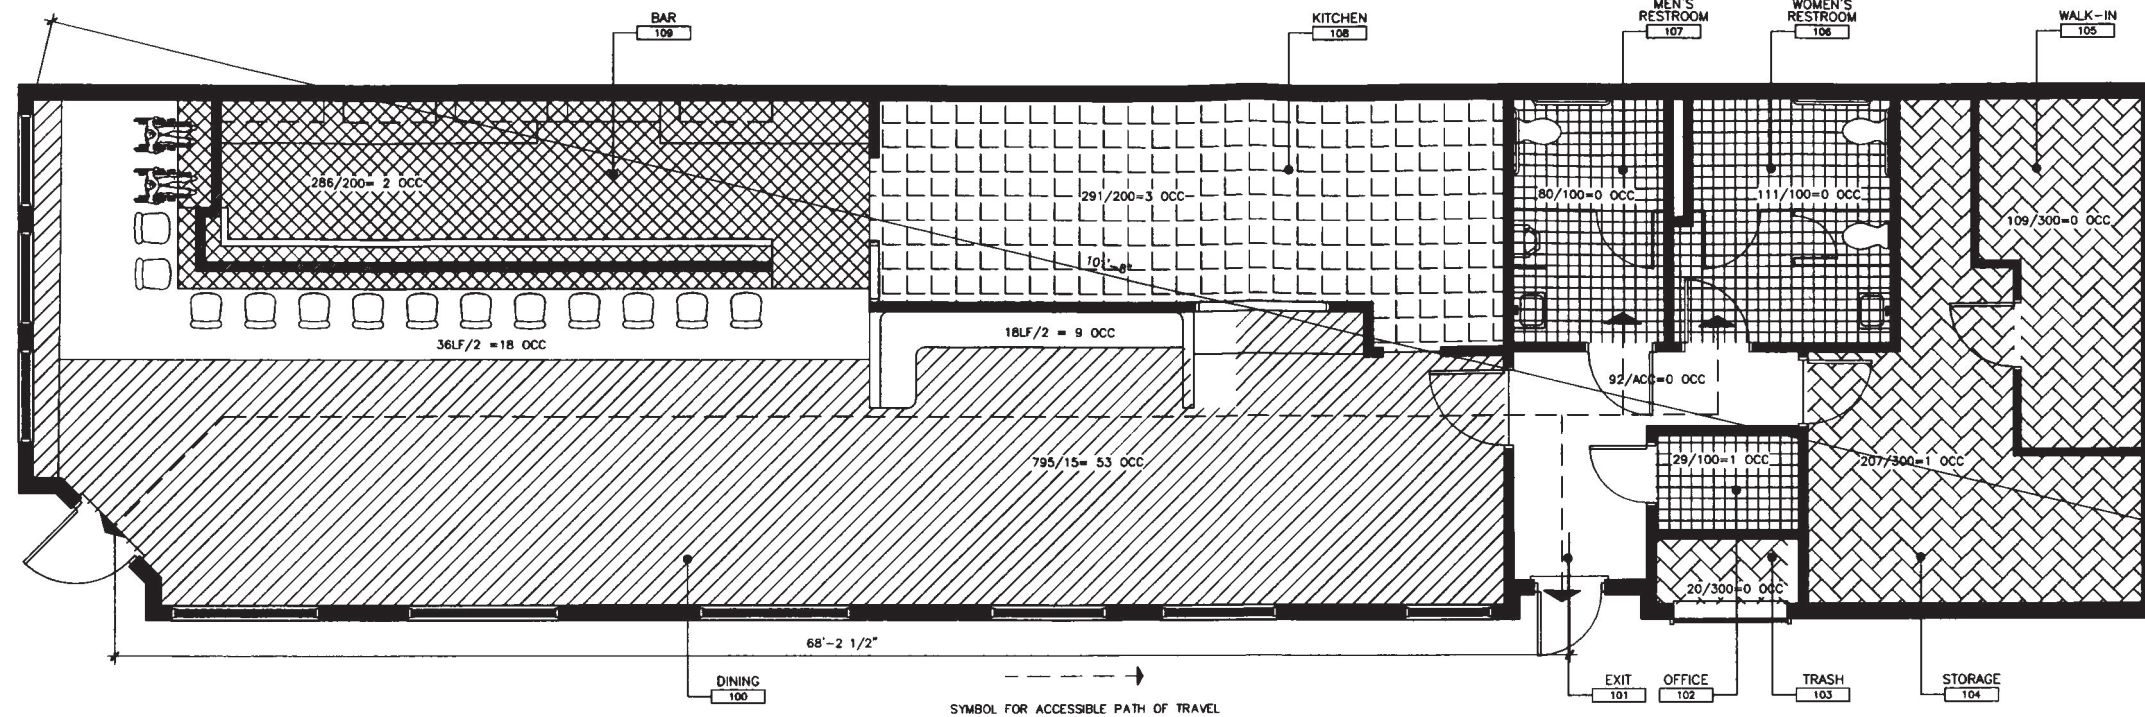 BAR
109
KITCHEN
108
MEN'S
RESTROOM
107
WOMEN'S
RESTROOM
106
WALK-IN
105
286/200= 2 OCC
291/200=3 OCC
80/100=0 OCC
111/100=0 OCC
109/300=0 OCC
36LF/2 =18 OCC
18LF/2 = 9 OCC
92/ACC=0 OCC
795/15= 53 OCC
29/100=1 OCC
207/300=1 OCC
20/300=0 OCC
68'-2 1/2"
DINING
100
SYMBOL FOR ACCESSIBLE PATH OF TRAVEL
EXIT
101
OFFICE
102
TRASH
103
STORAGE
104